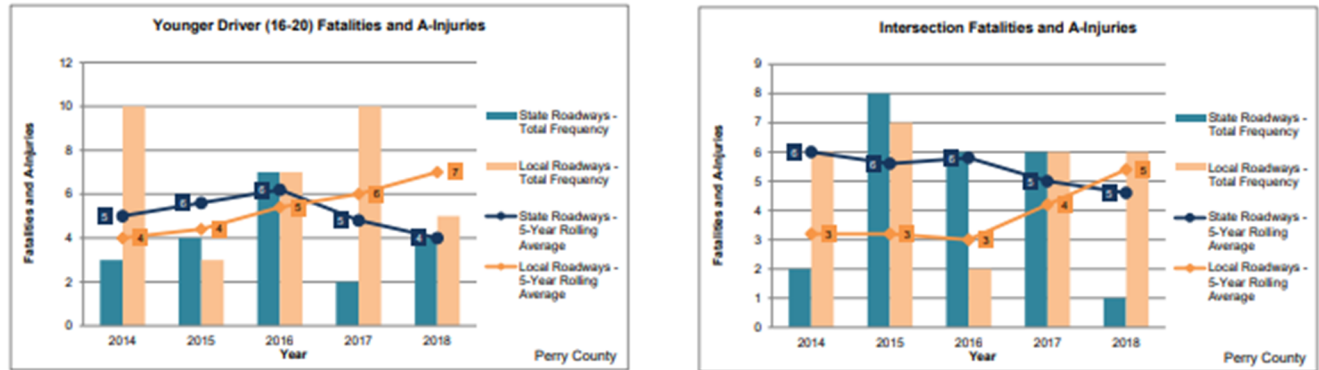 Younger Driver (16-20) Fatalities and A-Injuries
Fatalities and A-Injuries
12
10
8
6
4
2
0
5
6
6
5
4
4
4
5
6
7
2014
2015
2016
2017
2018
Year
State Roadways -
Total Frequency
Local Roadways -
Total Frequency
State Roadways -
5-Year Rolling
Average
Local Roadways -
5-Year Rolling
Average
Perry County
Intersection Fatalities and A-Injuries
Fatalities and A-Injuries
9
8
7
6
5
4
3
2
1
0
6
6
6
5
5
3
3
3
4
5
2014
2015
2016
2017
2018
Year
State Roadways -
Total Frequency
Local Roadways -
Total Frequency
State Roadways -
5-Year Rolling
Average
Local Roadways -
5-Year Rolling
Average
Perry County